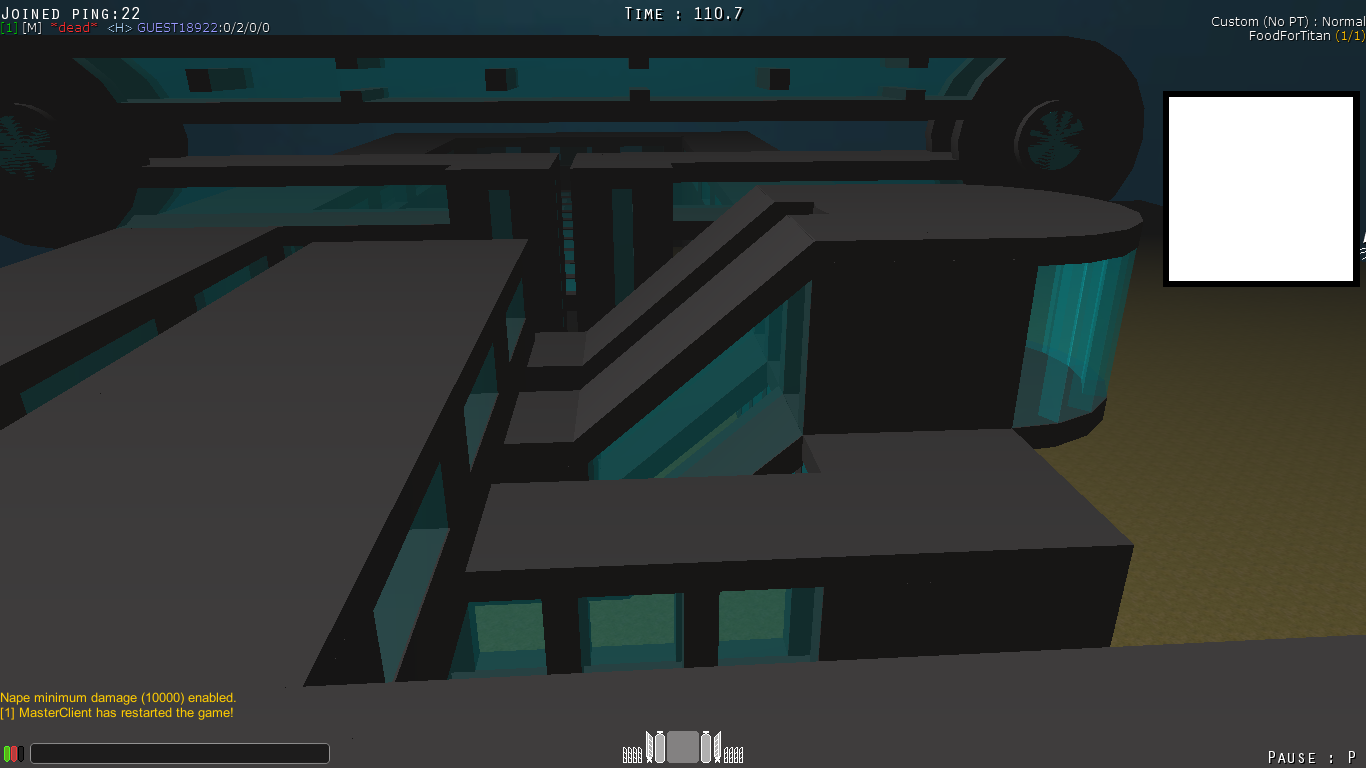 JOINED PING:22
[1] [M] *dead* <H> GUEST18922:0/2/0/0
TIME : 110.7
Custom (No PT) : Normal
FoodForTitan (1/1)
Nape minimum damage (10000) enabled.
[1] MasterClient has restarted the game!
PAUSE : P